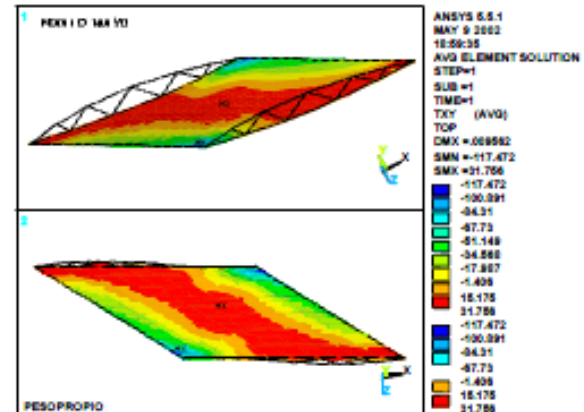 1
ANSYS 5.5.1
MAY 9 2002
18:59:35
AVG ELEMENT SOLUTION
STEP=1
SUB =1
TIME=1
TXY (AVG)
TOP
DMX =.009562
SMN =-117.472
SMX =31.756
-117.472
-100.891
-84.31
-67.73
-51.149
-34.568
-17.987
-1.406
15.175
31.756
X
Y
Z
2
-117.472
-100.891
-84.31
-67.73
-1.406
15.175
31.756
X
Z
PESOPROPIO